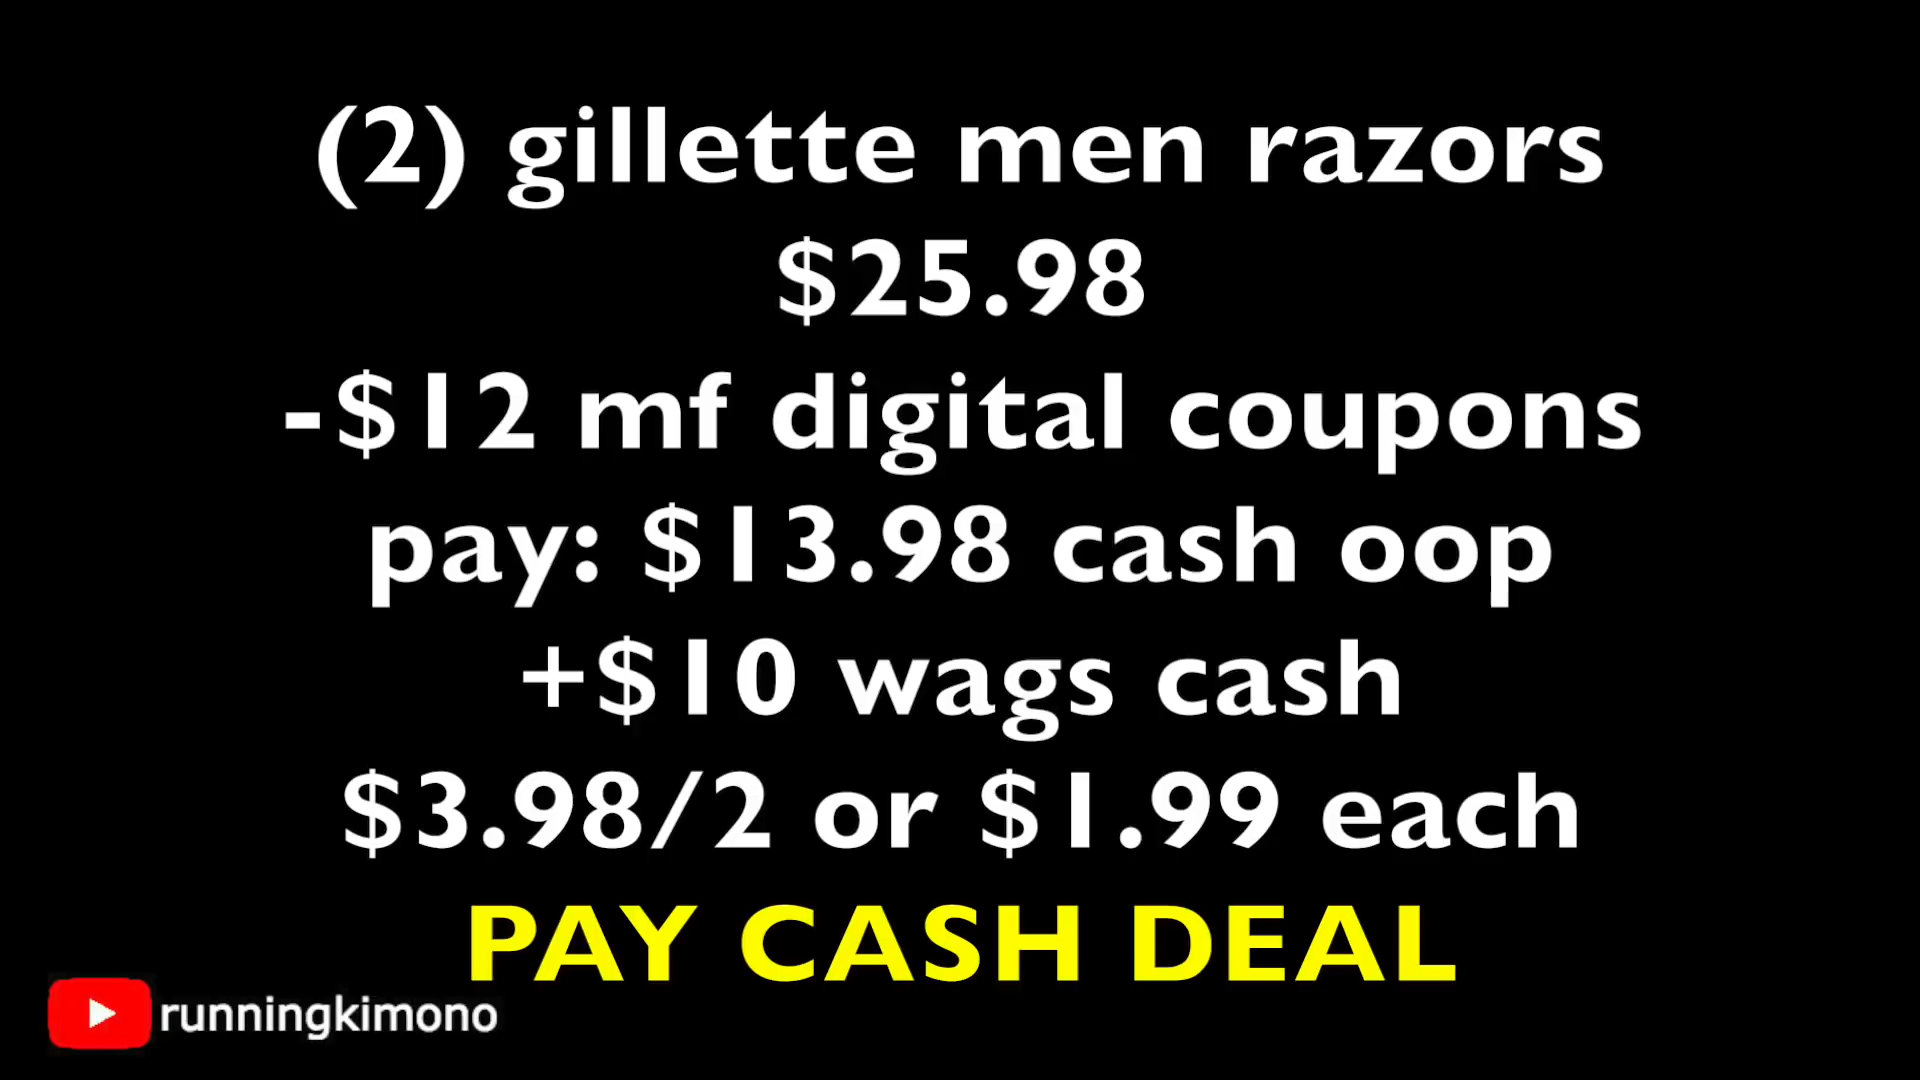 (2) gillette men razors
$25.98
-$12 mf digital coupons
pay: $13.98 cash oop
+$10 wags cash
$3.98/2 or $1.99 each
PAY CASH DEAL
runningkimono